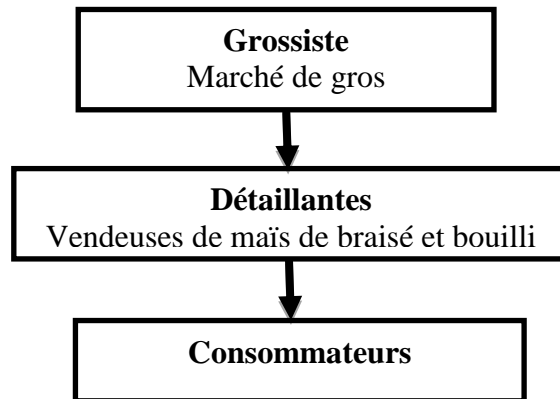 Grossiste
Marché de gros
Détaillantes
Vendeuses de maïs de braisé et bouilli
Consommateurs